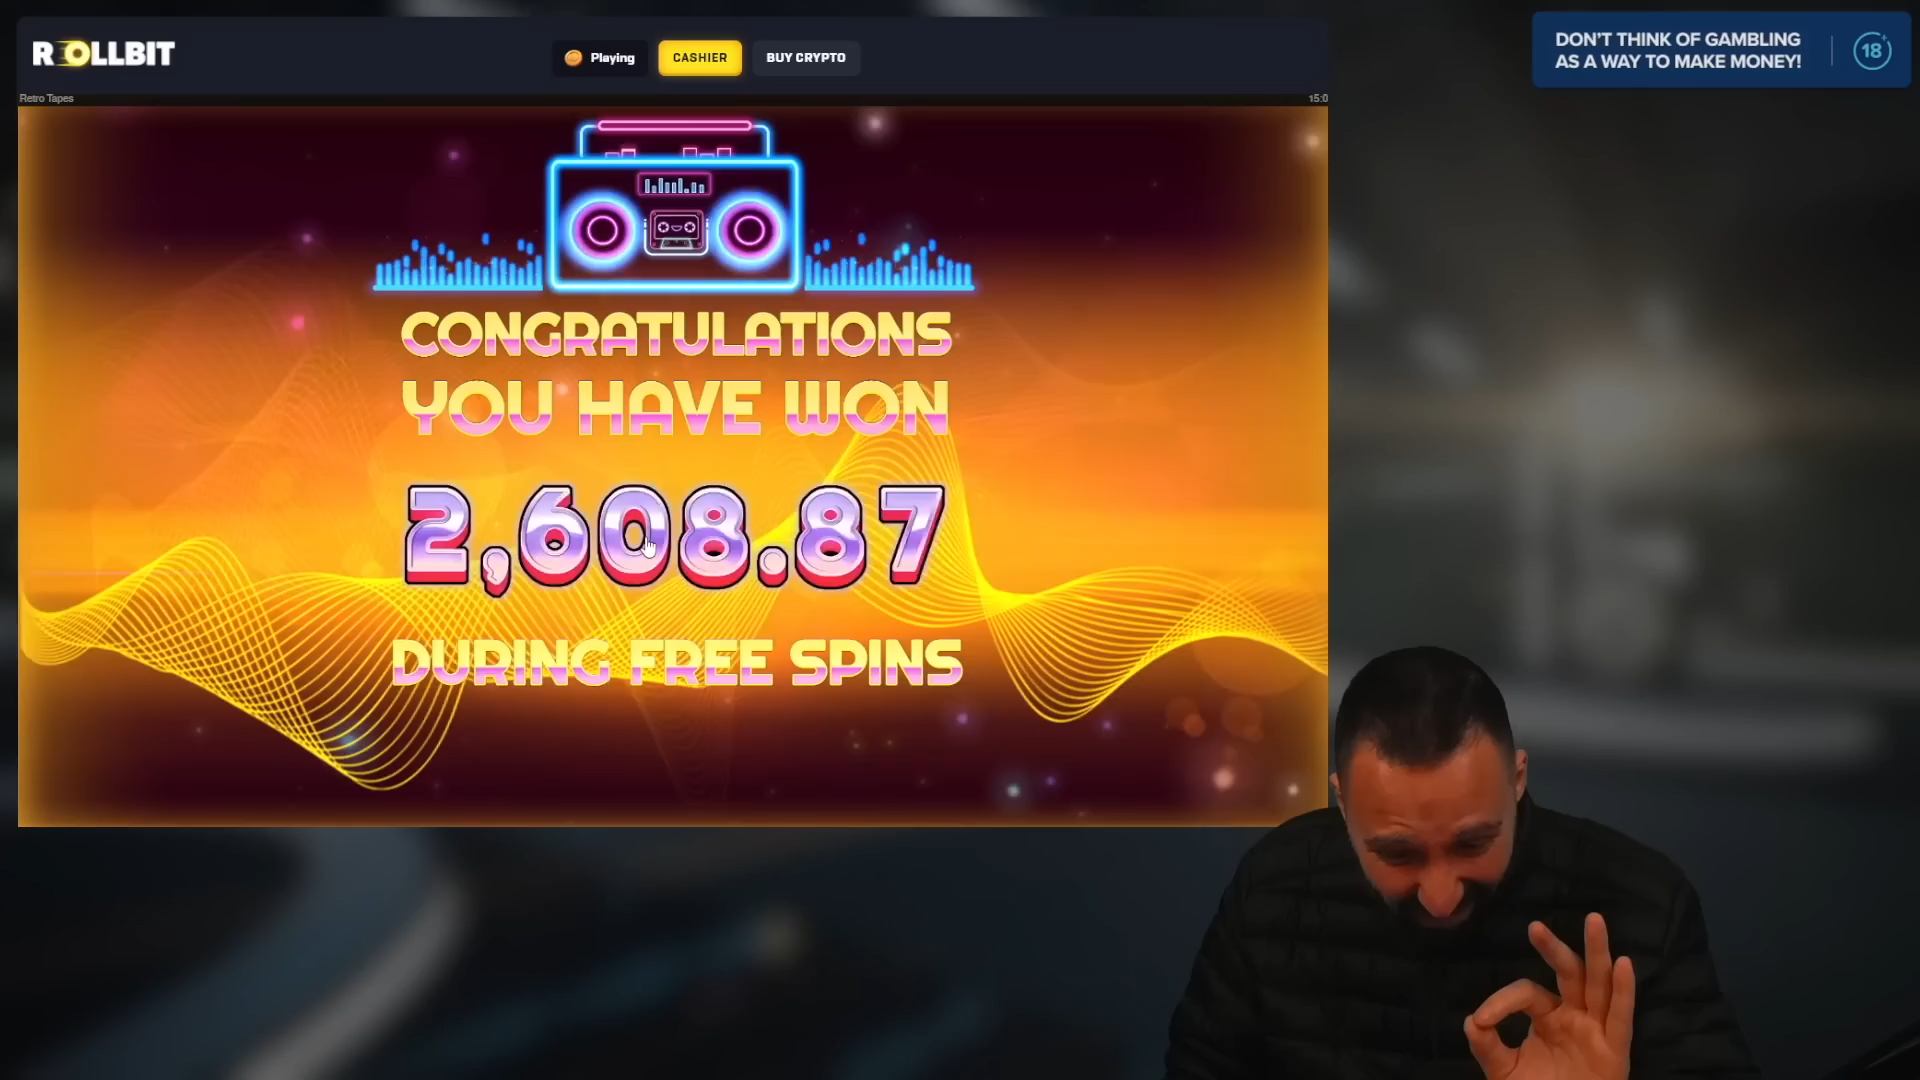 ROLLBIT
Playing
CASHIER
BUY CRYPTO
DON'T THINK OF GAMBLING
AS A WAY TO MAKE MONEY!
18+
Retro Tapes
15:0
CONGRATULATIONS
YOU HAVE WON
2,608.87
DURING FREE SPINS